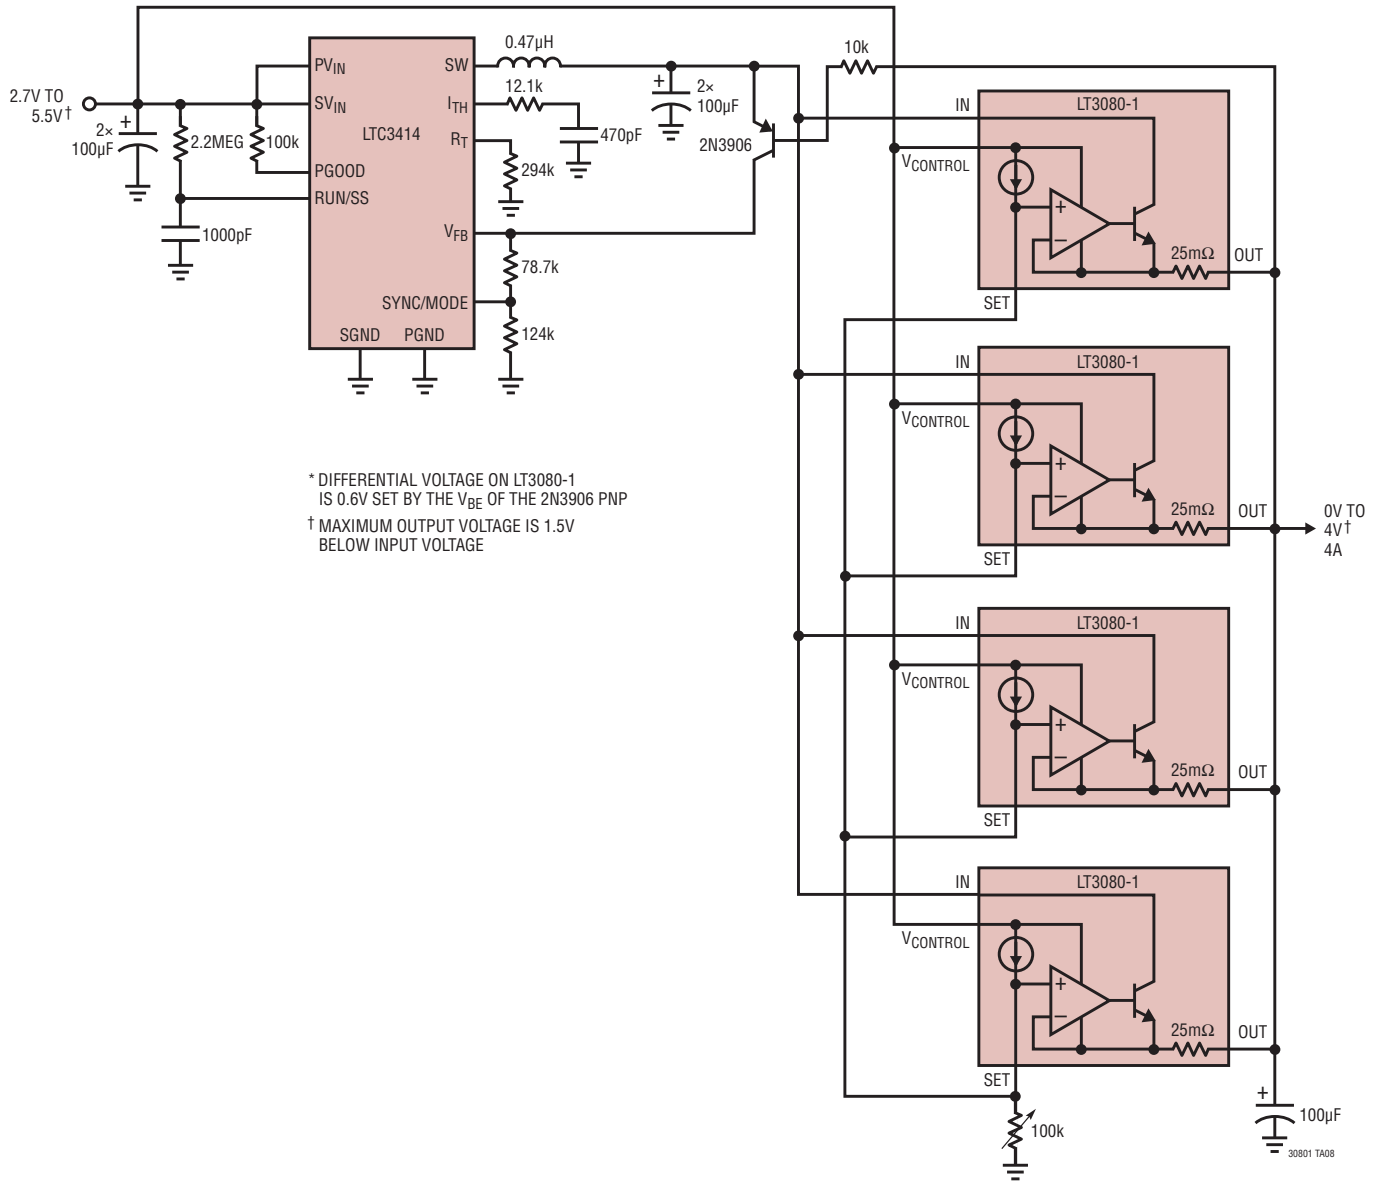 2.7V TO
5.5V†
2×
100µF
+
2.2MEG
100k
1000pF
PVIN
SVIN
LTC3414
PGOOD
RUN/SS
SW
ITH
RT
VFB
SYNC/MODE
SGND
PGND
0.47µH
12.1k
470pF
294k
78.7k
124k
+
2×
100µF
2N3906
10k
IN
LT3080-1
VCONTROL
+
–
25mΩ
OUT
SET
IN
LT3080-1
VCONTROL
+
–
25mΩ
OUT
SET
0V TO
4V†
4A
IN
LT3080-1
VCONTROL
+
–
25mΩ
OUT
SET
IN
LT3080-1
VCONTROL
+
–
25mΩ
OUT
SET
100k
+
100µF
30801 TA08
* DIFFERENTIAL VOLTAGE ON LT3080-1
IS 0.6V SET BY THE VBE OF THE 2N3906 PNP
† MAXIMUM OUTPUT VOLTAGE IS 1.5V
BELOW INPUT VOLTAGE